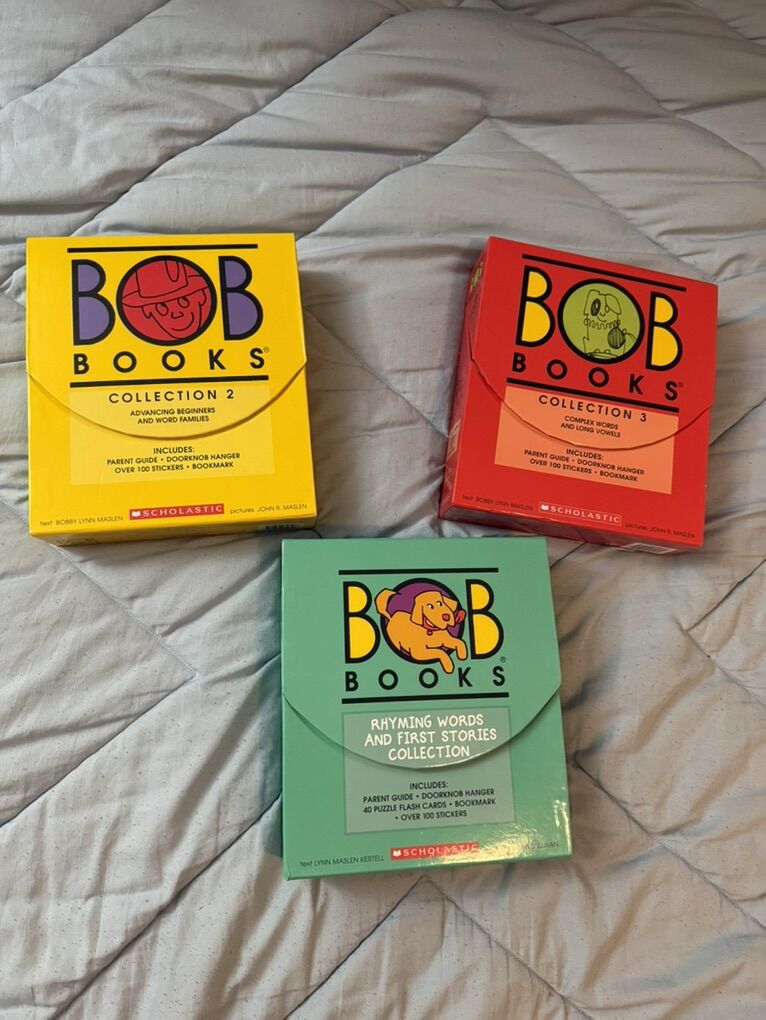 BOB
BOOKS®
COLLECTION 2
ADVANCING BEGINNERS
AND WORD FAMILIES
INCLUDES:
PARENT GUIDE • DOORKNOB HANGER
OVER 100 STICKERS • BOOKMARK
text BOBBY LYNN MASLEN SCHOLASTIC pictures JOHN R. MASLEN
BOB
BOOKS®
COLLECTION 3
COMPLEX WORDS
AND LONG VOWELS
INCLUDES:
PARENT GUIDE • DOORKNOB HANGER
OVER 100 STICKERS • BOOKMARK
text BOBBY LYNN MASLEN SCHOLASTIC pictures JOHN R. MASLEN
BOB
BOOKS®
RHYMING WORDS
AND FIRST STORIES
COLLECTION
INCLUDES:
PARENT GUIDE • DOORKNOB HANGER
40 PUZZLE FLASH CARDS • BOOKMARK
• OVER 100 STICKERS
text LYNN MASLEN KERTELL SCHOLASTIC